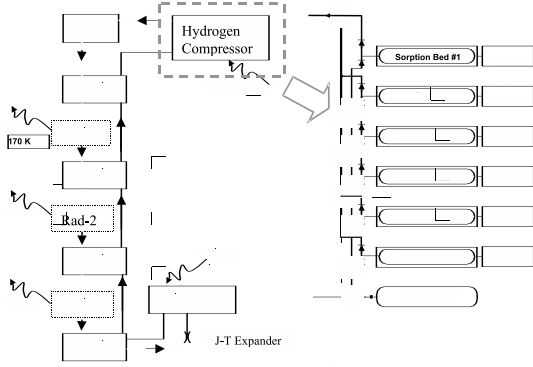 Hydrogen
Compressor
Sorption Bed #1
170 K
Rad-2
J-T Expander